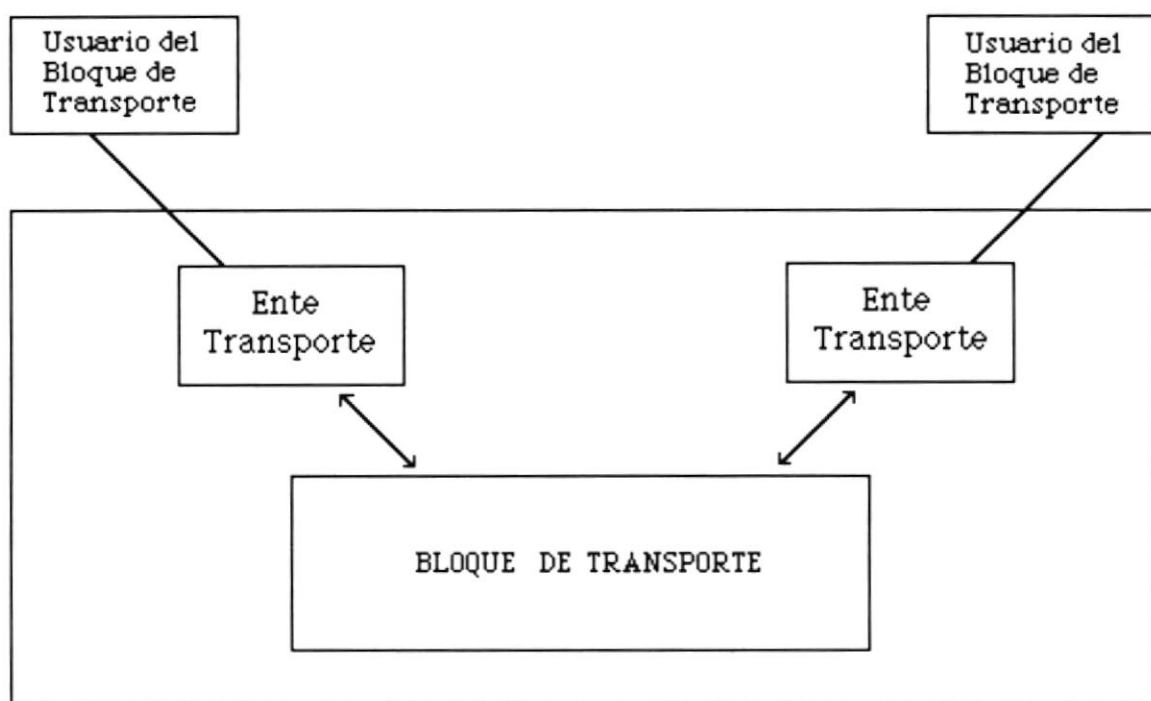 Usuario del
Bloque de
Transporte
Usuario del
Bloque de
Transporte
Ente
Transporte
Ente
Transporte
BLOQUE DE TRANSPORTE